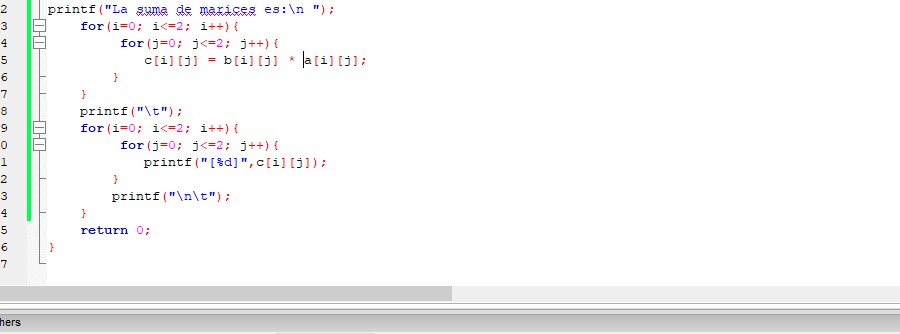 2 printf("La suma de marices es:\n ");
3 for(i=0; i<=2; i++){
4 for(j=0; j<=2; j++){
5 c[i][j] = b[i][j] * a[i][j];
6 }
7 }
8 printf("\t");
9 for(i=0; i<=2; i++){
0 for(j=0; j<=2; j++){
1 printf("[%d]",c[i][j]);
2 }
3 printf("\n\t");
4 }
5 return 0;
6 }
7
hers